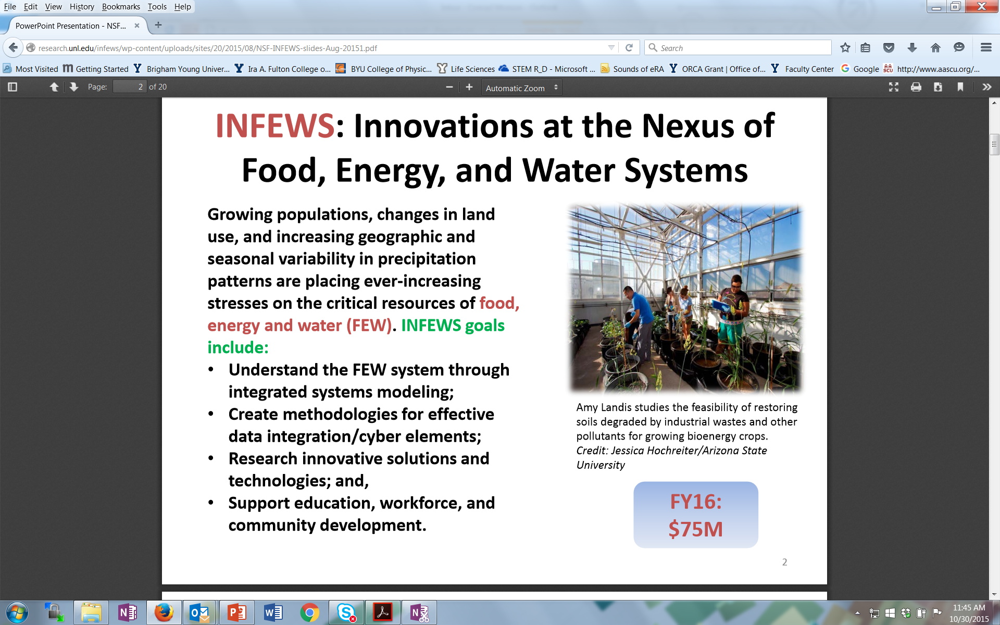 File Edit View History Bookmarks Tools Help
PowerPoint Presentation - NSF...
research.unl.edu/infews/wp-content/uploads/sites/20/2015/08/NSF-INFEWS-slides-Aug-20151.pdf
Search
Most Visited Getting Started Brigham Young Univer... Ira A. Fulton College o... BYU College of Physic... Life Sciences STEM R_D - Microsoft ... Sounds of eRA ORCA Grant | Office of... Faculty Center Google http://www.aascu.org/...
Page: 2 of 20 Automatic Zoom
INFEWS: Innovations at the Nexus of
Food, Energy, and Water Systems
Growing populations, changes in land
use, and increasing geographic and
seasonal variability in precipitation
patterns are placing ever-increasing
stresses on the critical resources of food,
energy and water (FEW). INFEWS goals
include:
• Understand the FEW system through
integrated systems modeling;
• Create methodologies for effective
data integration/cyber elements;
• Research innovative solutions and
technologies; and,
• Support education, workforce, and
community development.
Amy Landis studies the feasibility of restoring
soils degraded by industrial wastes and other
pollutants for growing bioenergy crops.
Credit: Jessica Hochreiter/Arizona State
University
FY16:
$75M
2
11:45 AM
10/30/2015